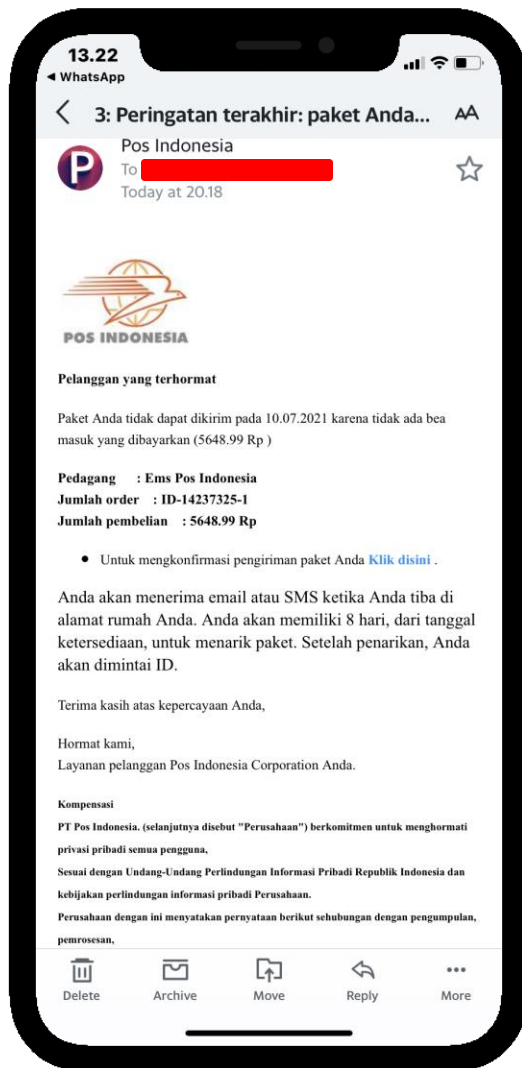 13.22
◀ WhatsApp
3: Peringatan terakhir: paket Anda... AA
P
Pos Indonesia
To
Today at 20.18
POS INDONESIA
Pelanggan yang terhormat
Paket Anda tidak dapat dikirim pada 10.07.2021 karena tidak ada bea
masuk yang dibayarkan (5648.99 Rp )
Pedagang : Ems Pos Indonesia
Jumlah order : ID-14237325-1
Jumlah pembelian : 5648.99 Rp
• Untuk mengkonfirmasi pengiriman paket Anda Klik disini .
Anda akan menerima email atau SMS ketika Anda tiba di
alamat rumah Anda. Anda akan memiliki 8 hari, dari tanggal
ketersediaan, untuk menarik paket. Setelah penarikan, Anda
akan dimintai ID.
Terima kasih atas kepercayaan Anda,
Hormat kami,
Layanan pelanggan Pos Indonesia Corporation Anda.
Kompensasi
PT Pos Indonesia. (selanjutnya disebut "Perusahaan") berkomitmen untuk menghormati
privasi pribadi semua pengguna,
Sesuai dengan Undang-Undang Perlindungan Informasi Pribadi Republik Indonesia dan
kebijakan perlindungan informasi pribadi Perusahaan.
Perusahaan dengan ini menyatakan pernyataan berikut sehubungan dengan pengumpulan,
pemrosesan,
Delete Archive Move Reply More